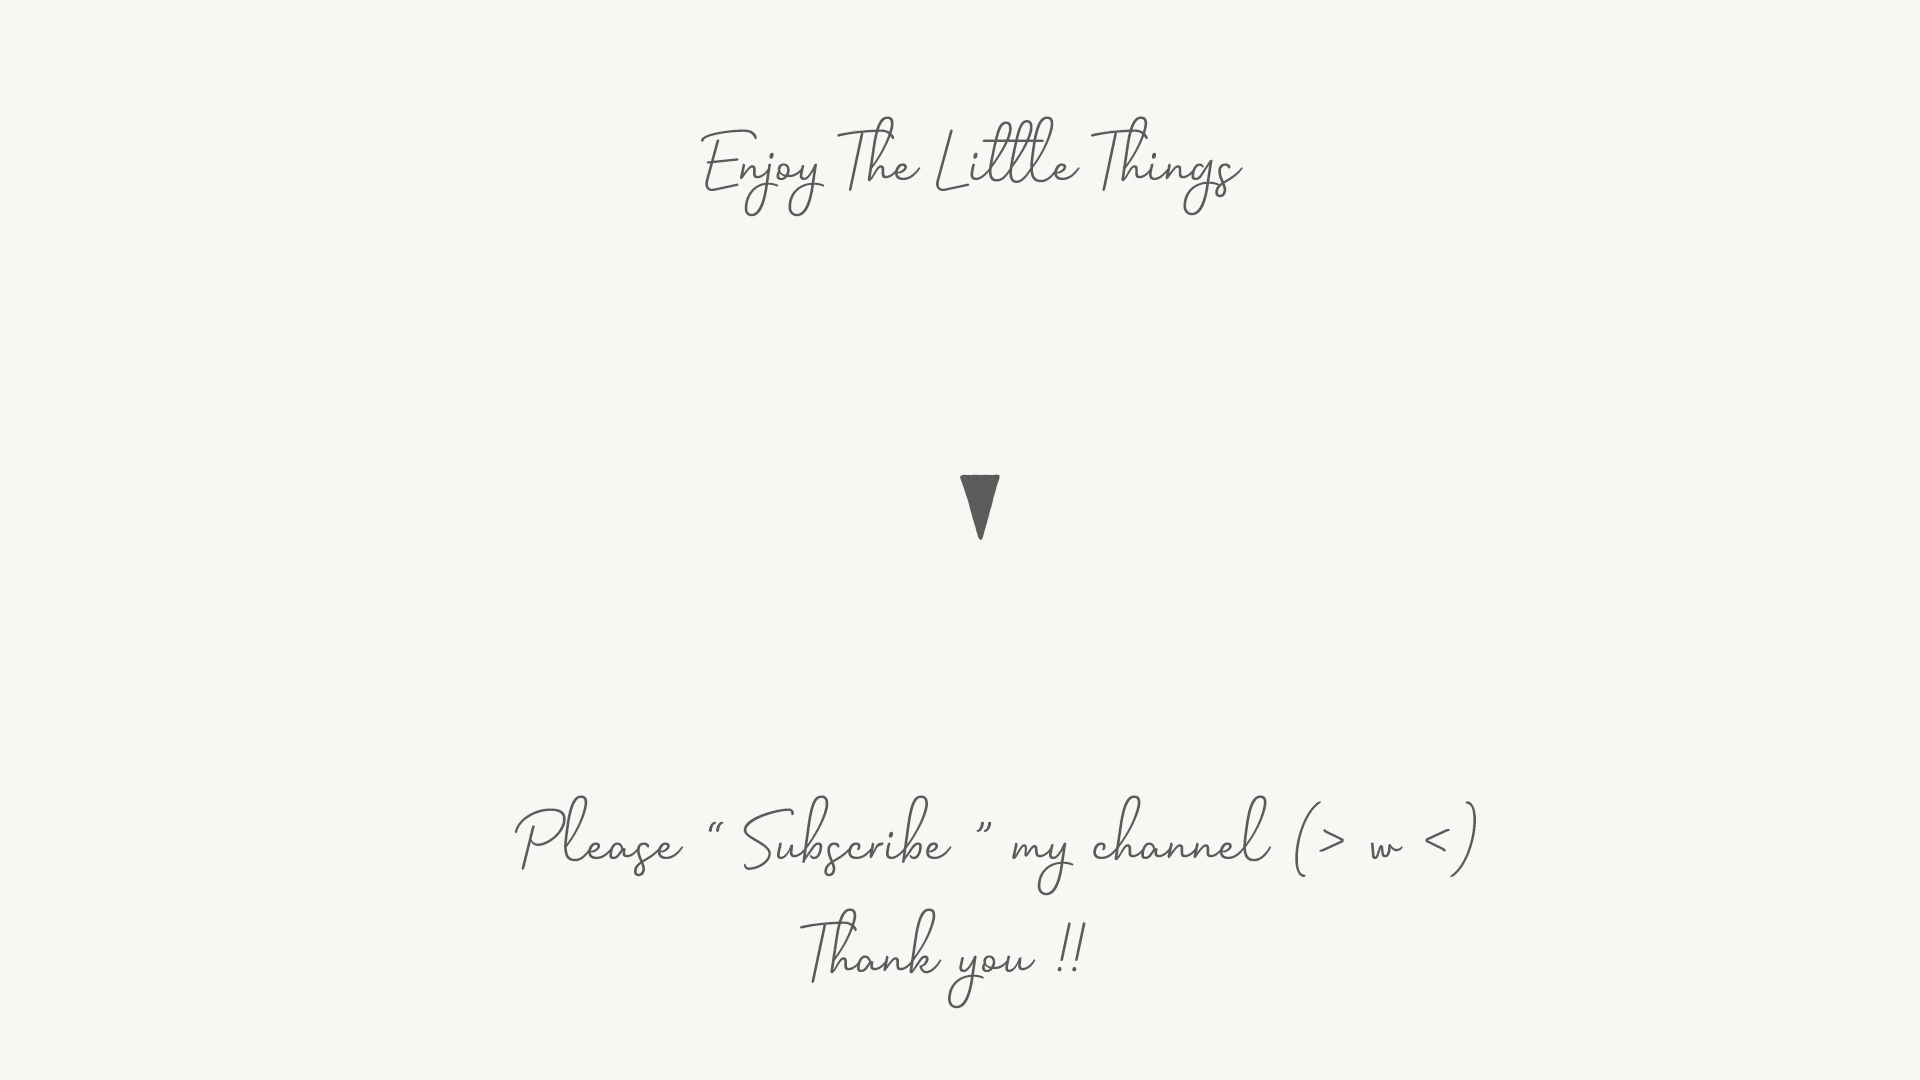 Enjoy The Little Things
Please “ Subscribe ” my channel (> w <)
Thank you !!